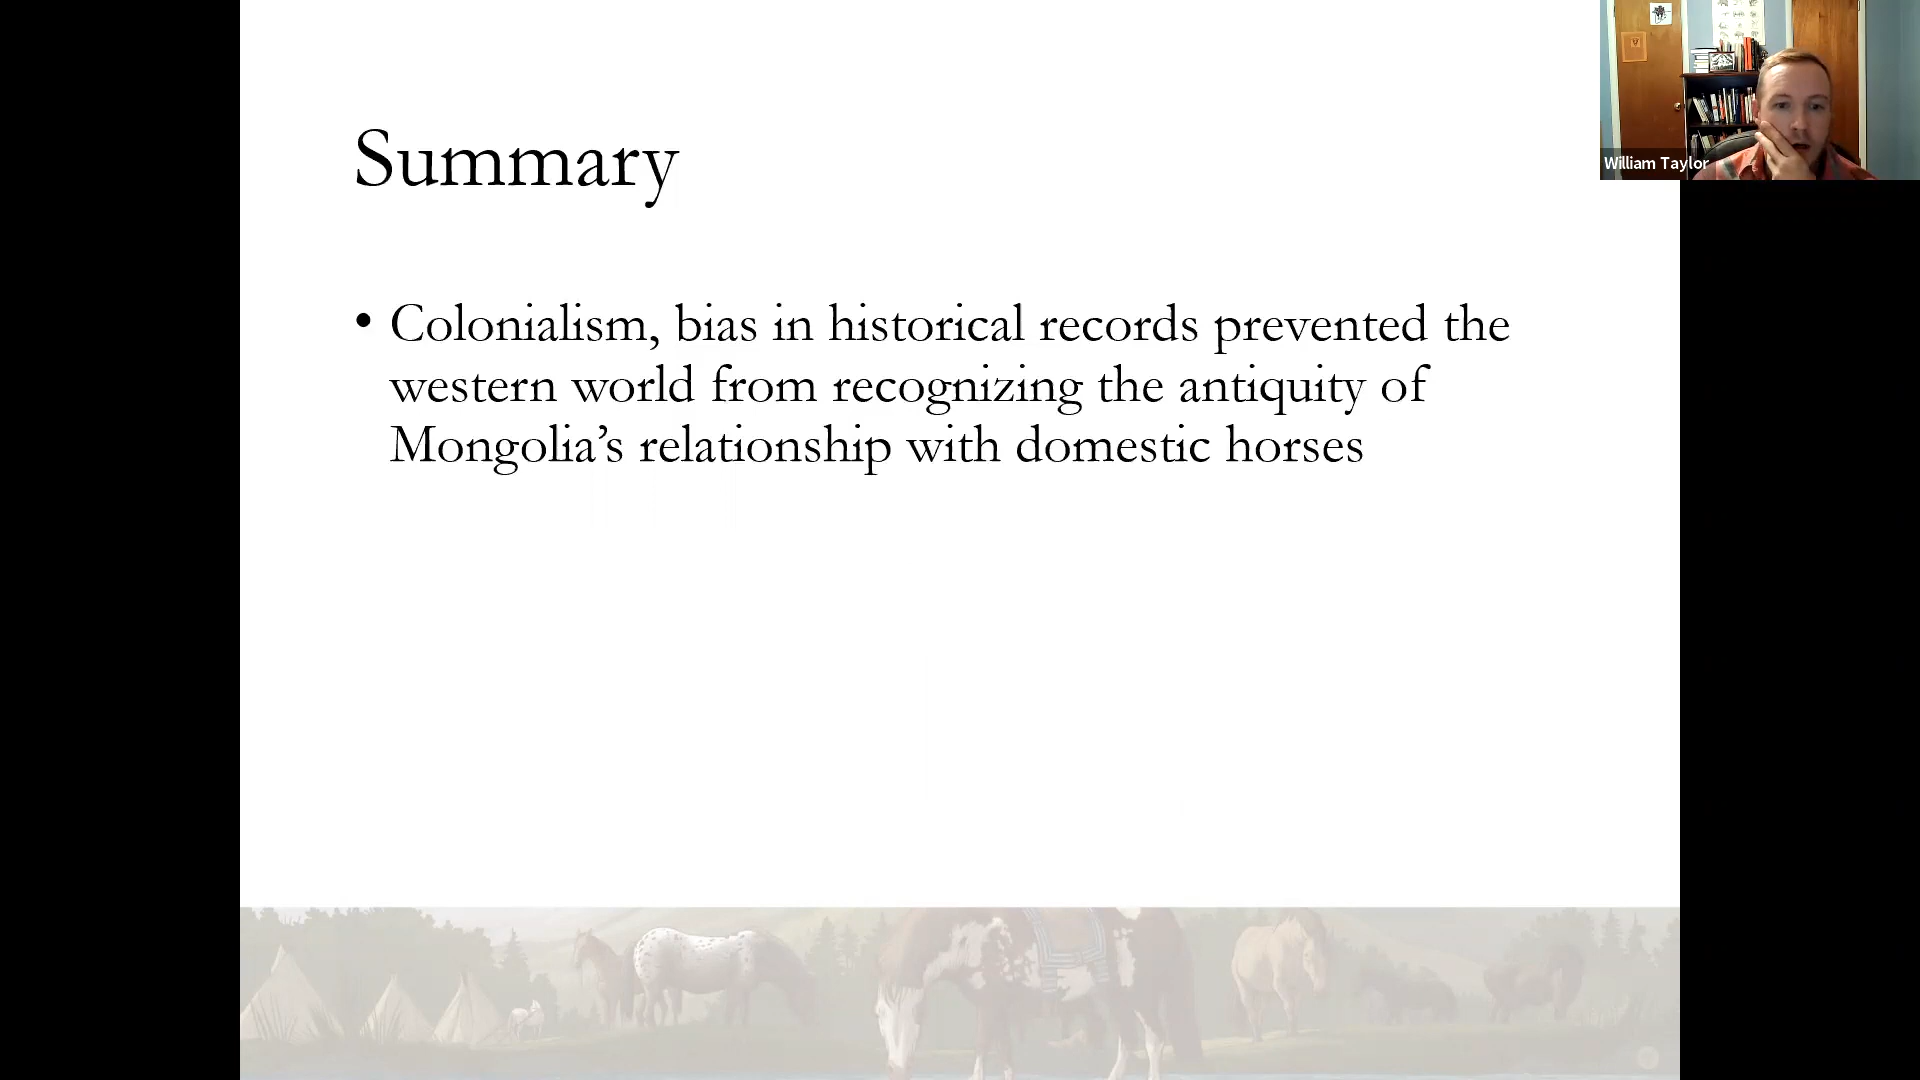 Summary
• Colonialism, bias in historical records prevented the
western world from recognizing the antiquity of
Mongolia’s relationship with domestic horses
William Taylor